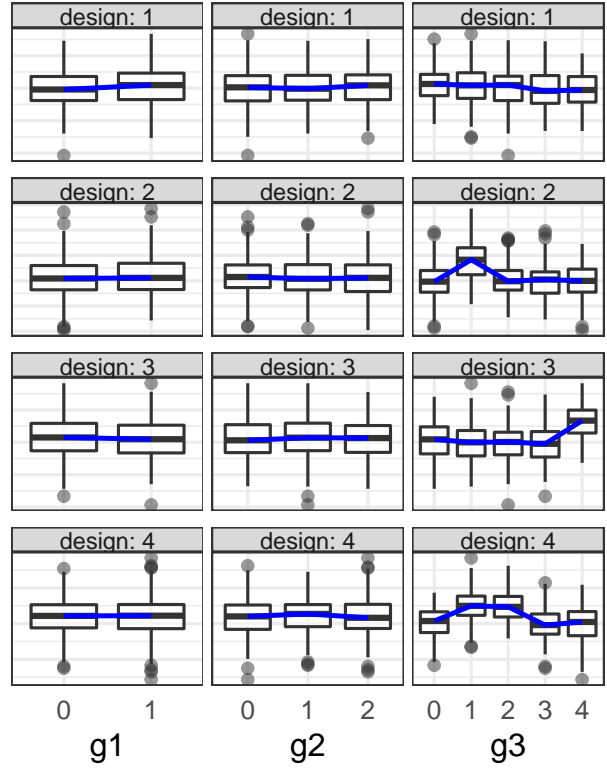 design: 1 design: 1 design: 1
design: 2 design: 2 design: 2
design: 3 design: 3 design: 3
design: 4 design: 4 design: 4
0 1 0 1 2 0 1 2 3 4
g1 g2 g3